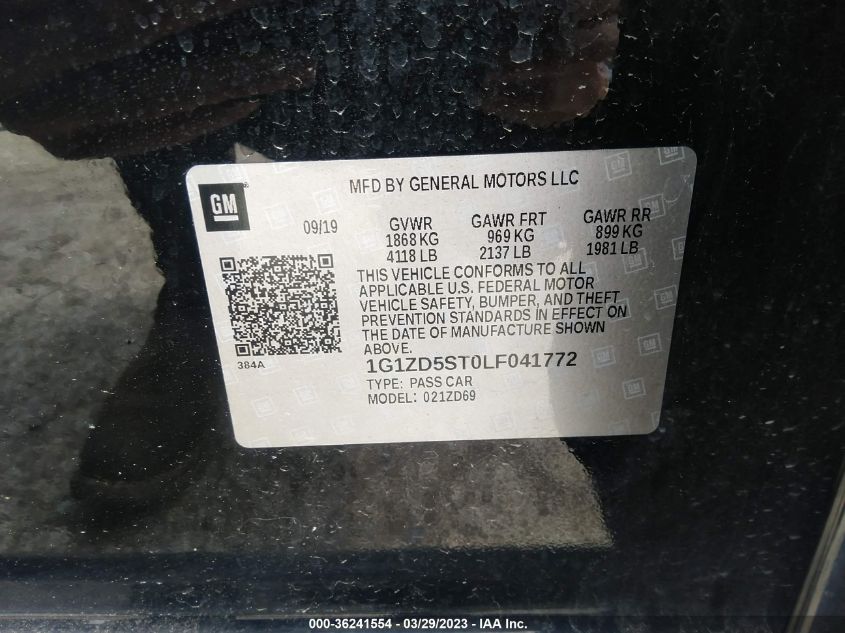 MFD BY GENERAL MOTORS LLC
GM
®
09/19
GVWR
1868 KG
4118 LB
GAWR FRT
969 KG
2137 LB
GAWR RR
899 KG
1981 LB
THIS VEHICLE CONFORMS TO ALL
APPLICABLE U.S. FEDERAL MOTOR
VEHICLE SAFETY, BUMPER, AND THEFT
PREVENTION STANDARDS IN EFFECT ON
THE DATE OF MANUFACTURE SHOWN
ABOVE.
384A
1G1ZD5ST0LF041772
TYPE: PASS CAR
MODEL: 021ZD69
000-36241554 - 03/29/2023 - IAA Inc.